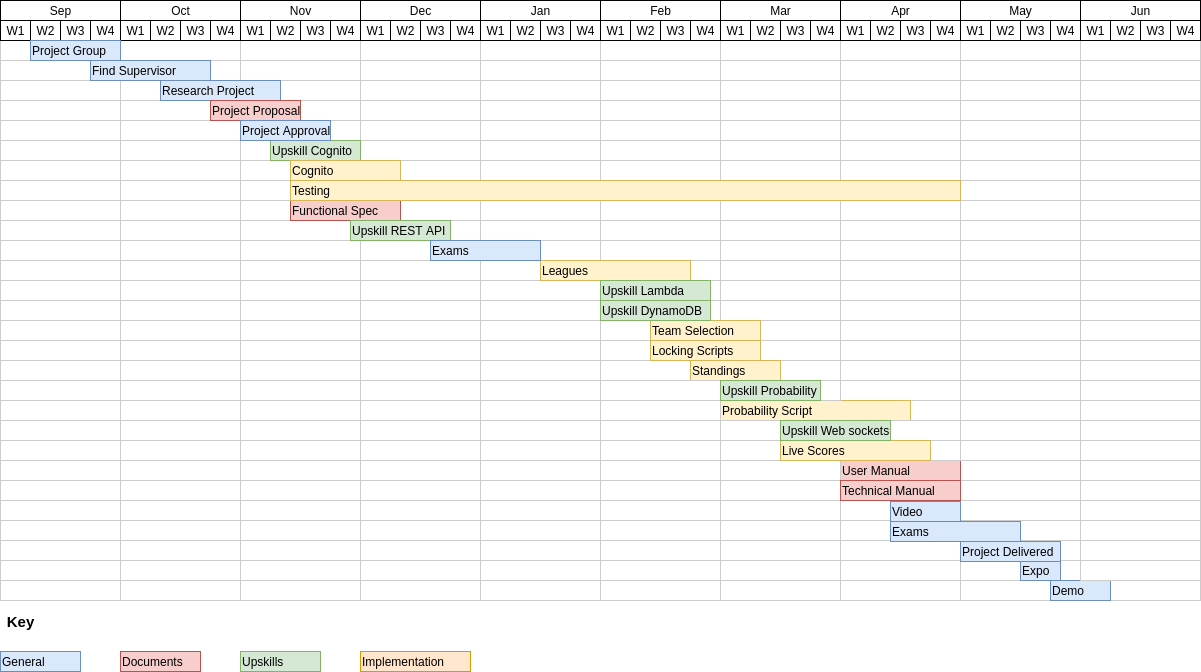 Sep Oct Nov Dec Jan Feb Mar Apr May Jun
W1 W2 W3 W4 W1 W2 W3 W4 W1 W2 W3 W4 W1 W2 W3 W4 W1 W2 W3 W4 W1 W2 W3 W4 W1 W2 W3 W4 W1 W2 W3 W4 W1 W2 W3 W4 W1 W2 W3 W4
Project Group
Find Supervisor
Research Project
Project Proposal
Project Approval
Upskill Cognito
Cognito
Testing
Functional Spec
Upskill REST API
Exams
Leagues
Upskill Lambda
Upskill DynamoDB
Team Selection
Locking Scripts
Standings
Upskill Probability
Probability Script
Upskill Web sockets
Live Scores
User Manual
Technical Manual
Video
Exams
Project Delivered
Expo
Demo
Key
General Documents Upskills Implementation